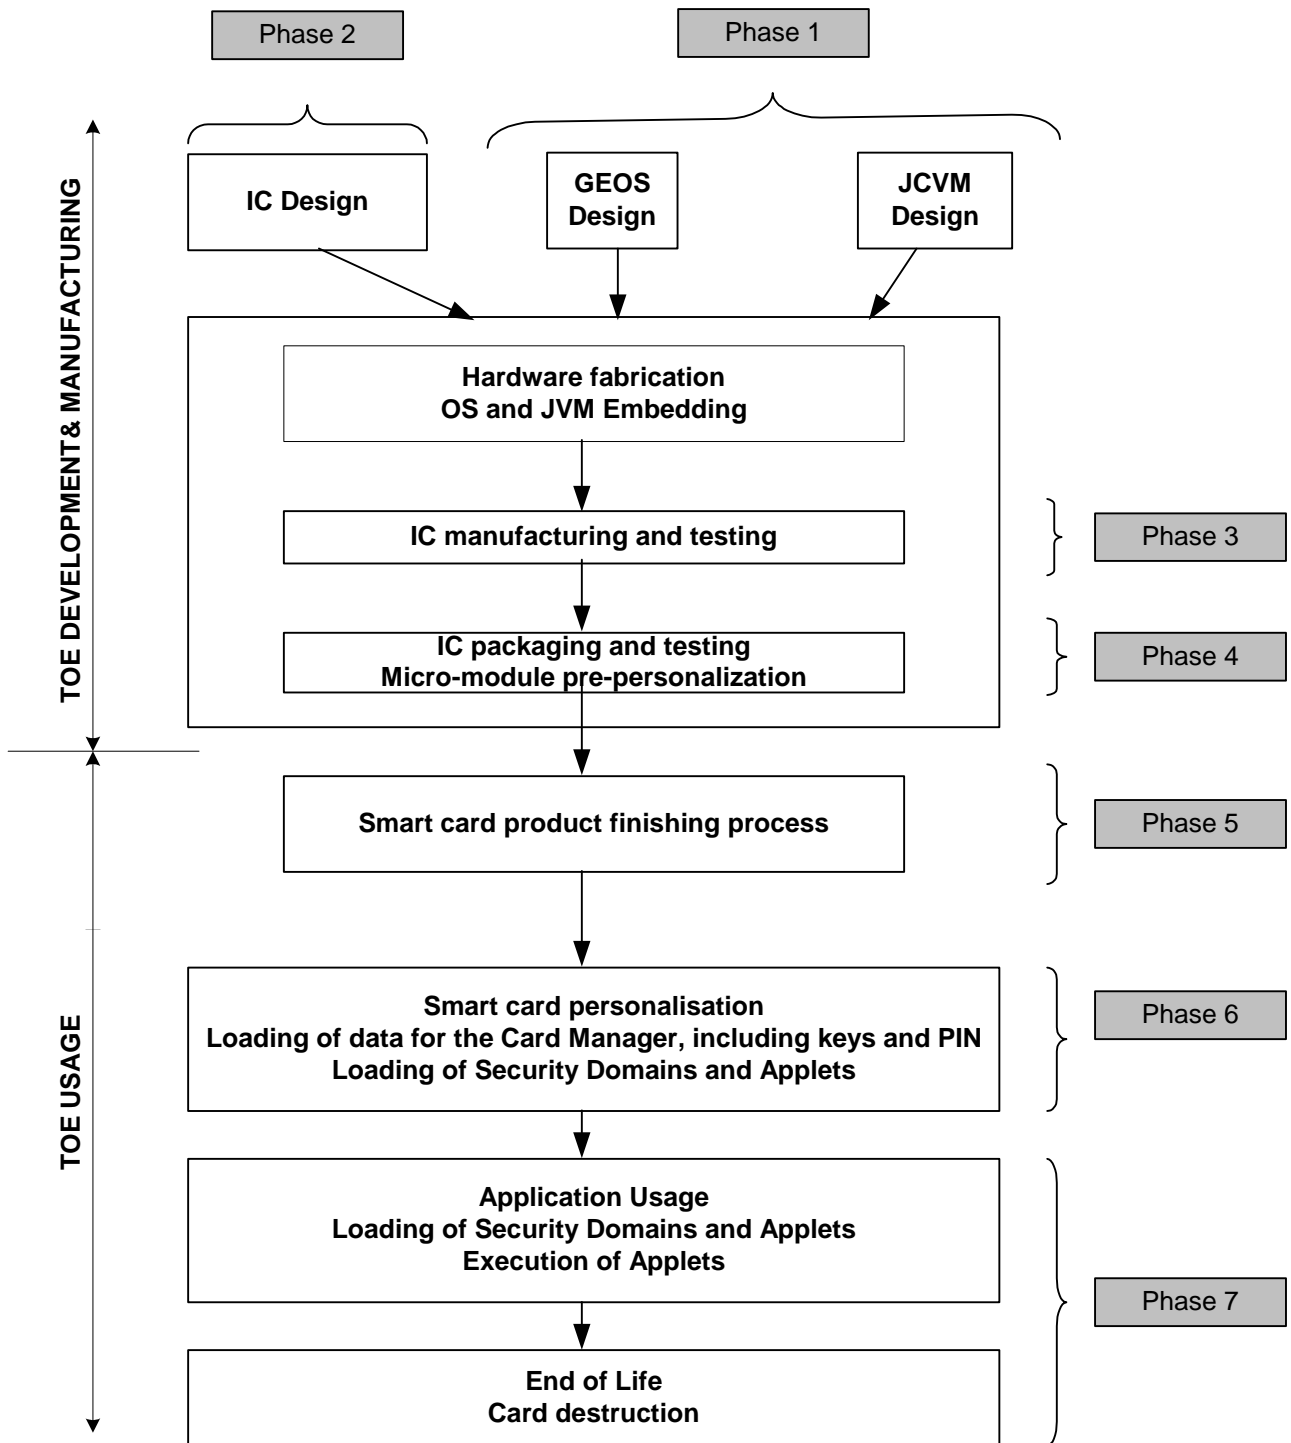 Phase 2
Phase 1
TOE DEVELOPMENT& MANUFACTURING
IC Design
GEOS
Design
JCVM
Design
Hardware fabrication
OS and JVM Embedding
IC manufacturing and testing
Phase 3
IC packaging and testing
Micro-module pre-personalization
Phase 4
Smart card product finishing process
Phase 5
TOE USAGE
Smart card personalisation
Loading of data for the Card Manager, including keys and PIN
Loading of Security Domains and Applets
Phase 6
Application Usage
Loading of Security Domains and Applets
Execution of Applets
Phase 7
End of Life
Card destruction